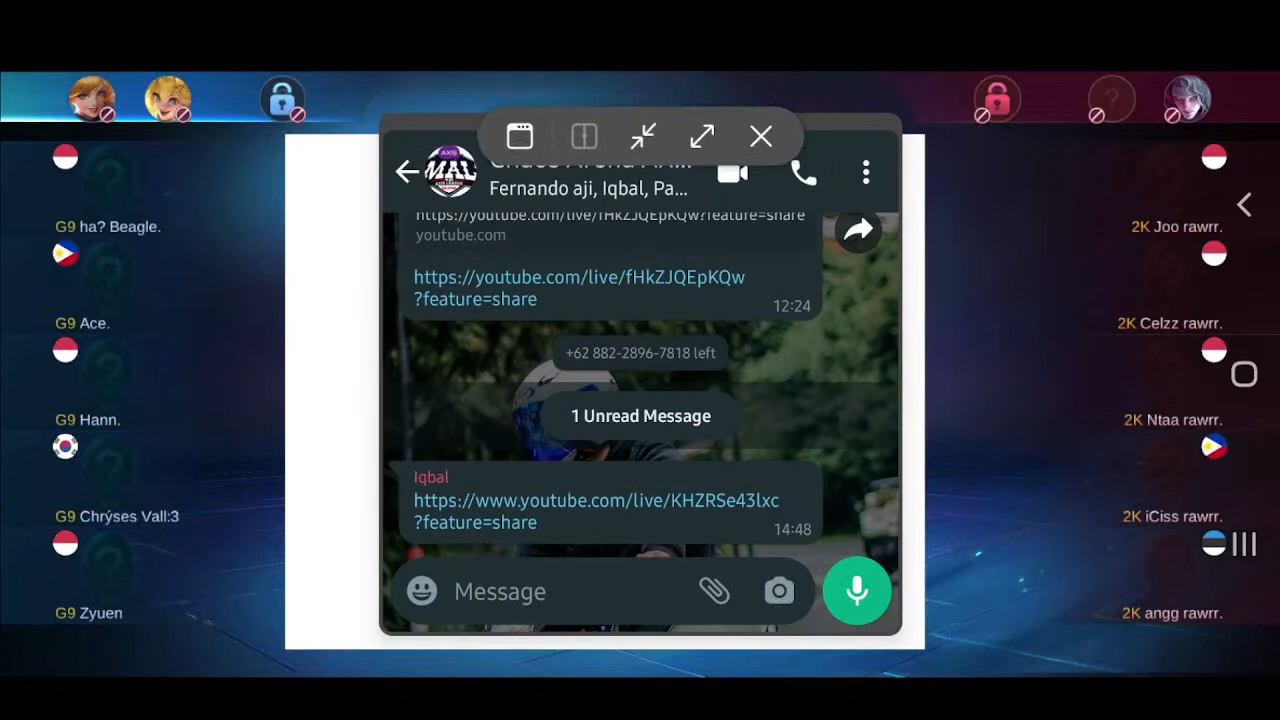 MAL
Fernando aji, Iqbal, Pa...
https://youtube.com/live/fHkZJQEpKQw?feature=share
youtube.com
https://youtube.com/live/fHkZJQEpKQw
?feature=share
12:24
+62 882-2896-7818 left
1 Unread Message
Iqbal
https://www.youtube.com/live/KHZRSe43lxc
?feature=share
14:48
Message
G9 ha? Beagle.
G9 Ace.
G9 Hann.
G9 Chrýses Vall:3
G9 Zyuen
2K Joo rawrr.
2K Celzz rawrr.
2K Ntaa rawrr.
2K iCiss rawrr.
2K angg rawrr.